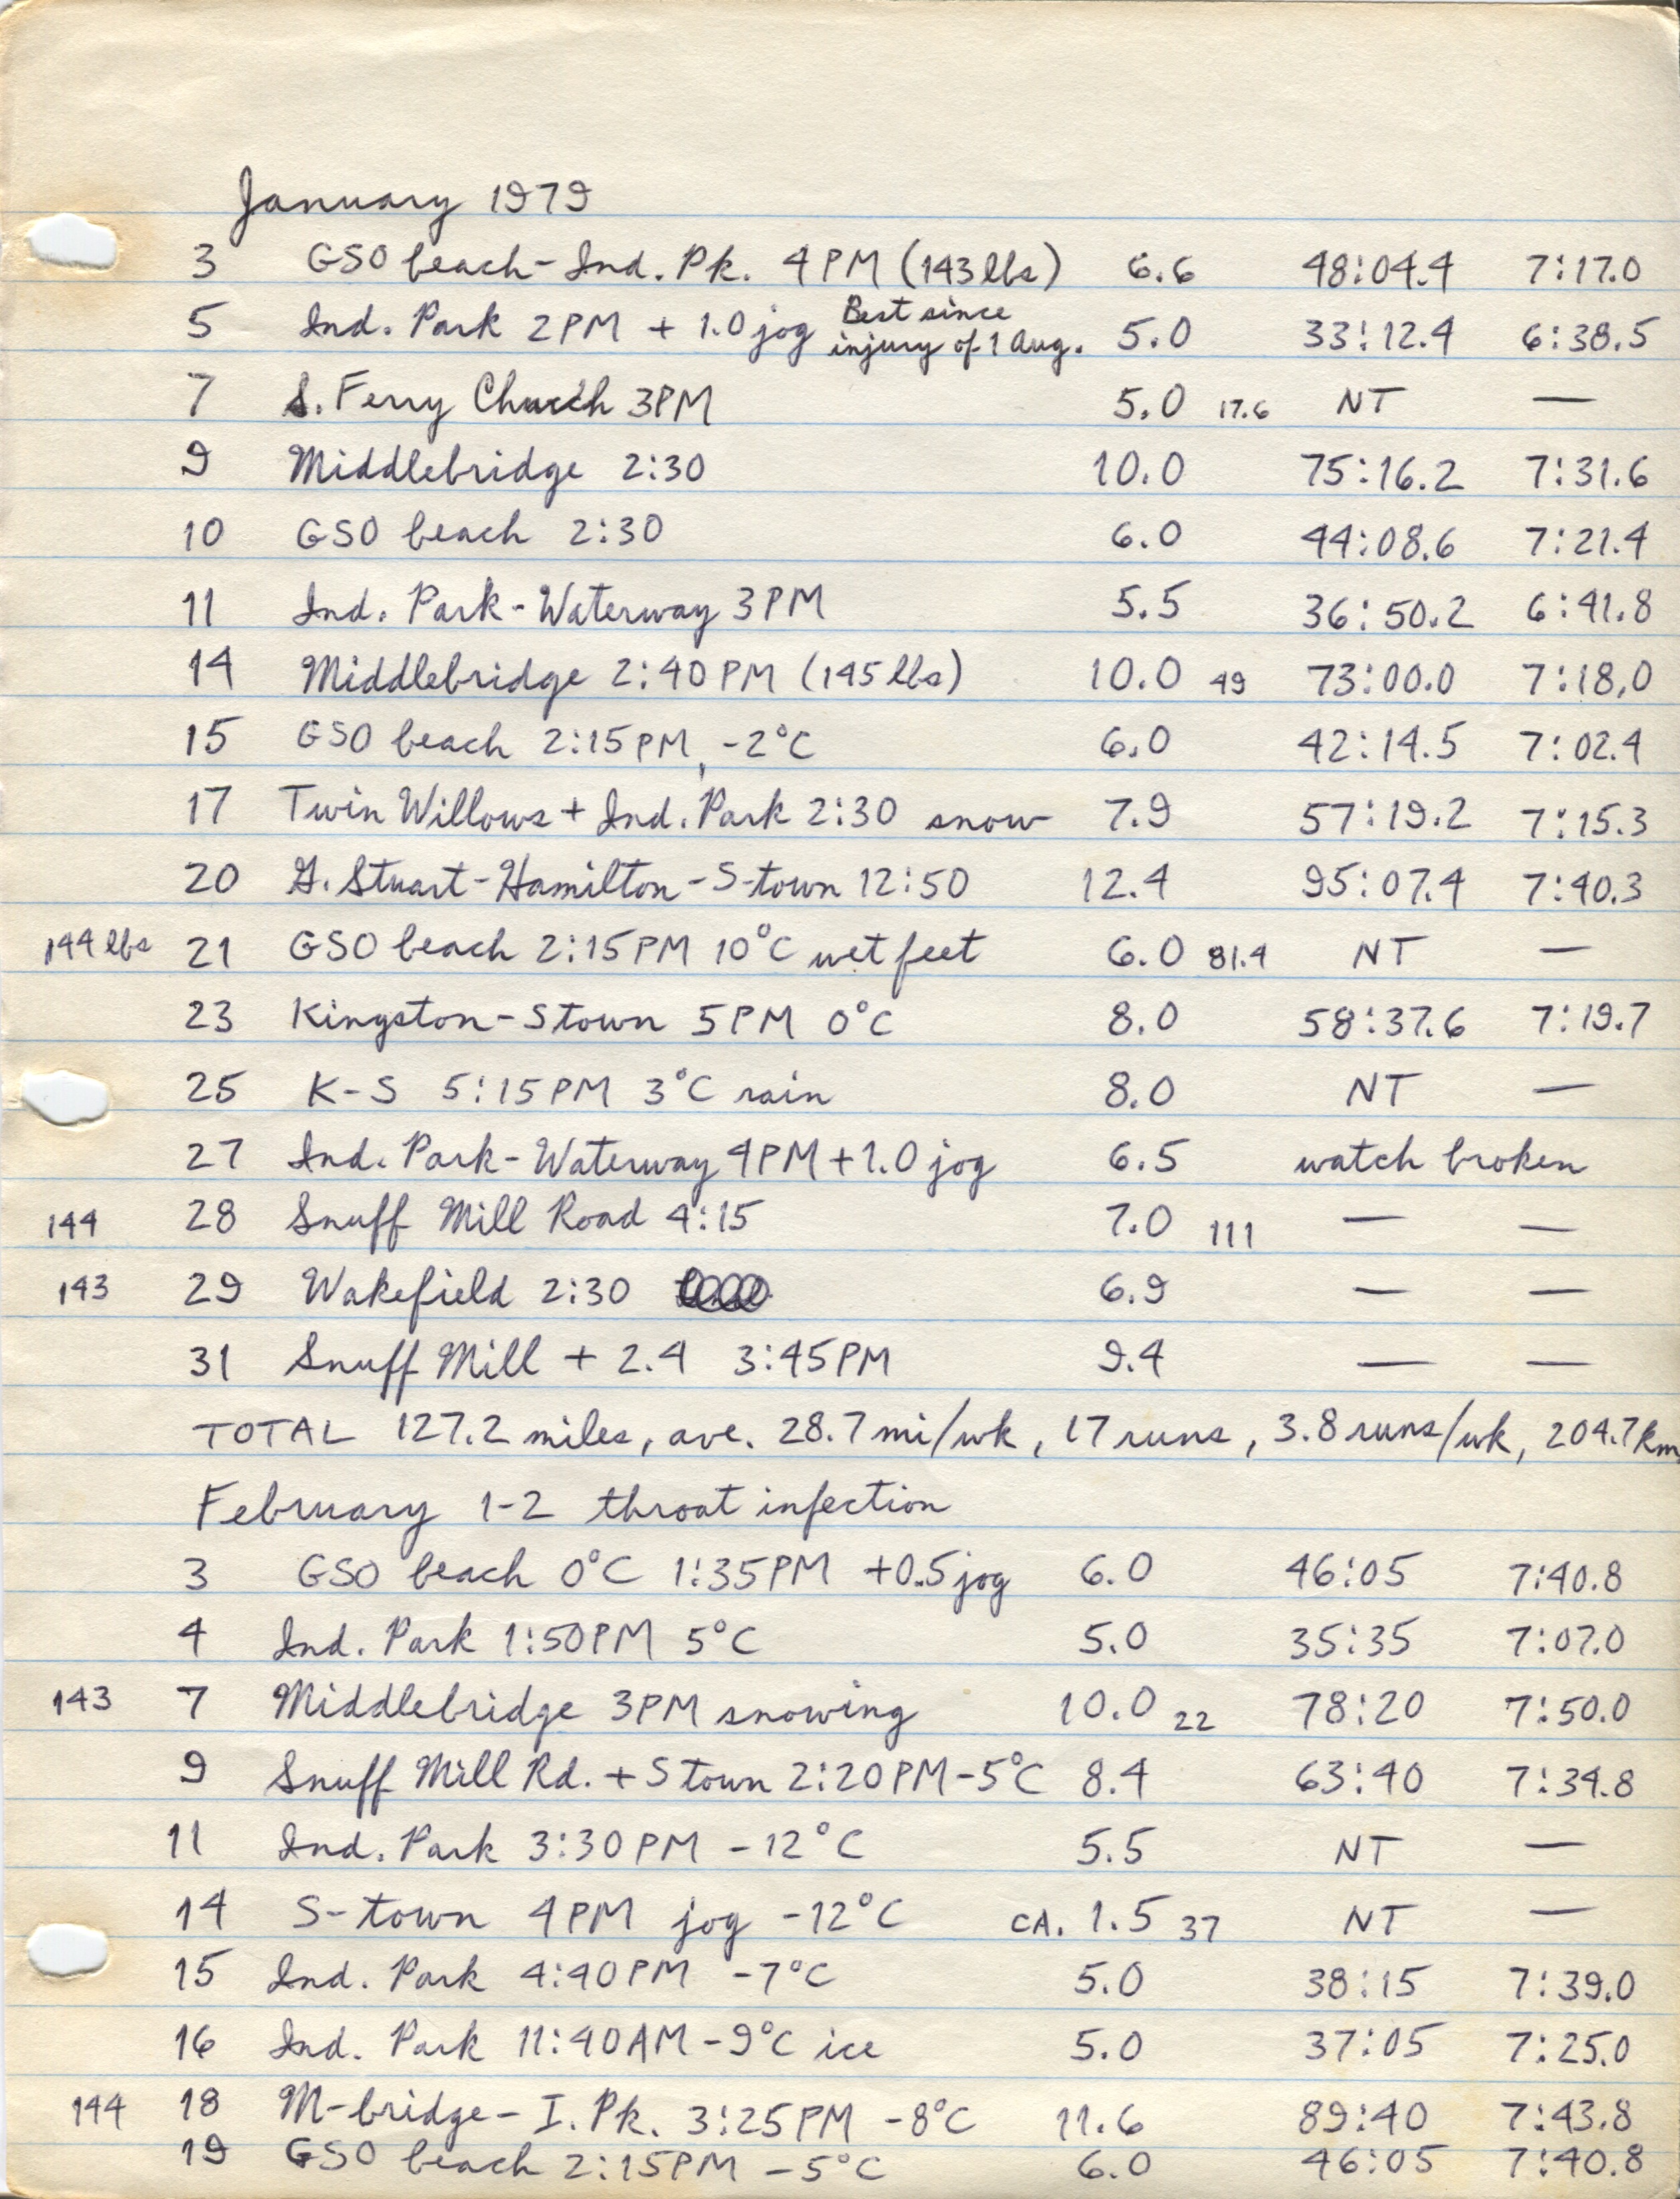 January 1979
3 GSO beach - Ind. Pk. 4PM (143 lbs) 6.6 48:04.4 7:17.0
5 Ind. Park 2PM + 1.0 jog Best since injury of 1 Aug. 5.0 33:12.4 6:38.5
7 S. Ferry Church 3PM 5.0 17.6 NT —
9 Middlebridge 2:30 10.0 75:16.2 7:31.6
10 GSO beach 2:30 6.0 44:08.6 7:21.4
11 Ind. Park - Waterway 3PM 5.5 36:50.2 6:41.8
14 Middlebridge 2:40PM (145 lbs) 10.0 49 73:00.0 7:18.0
15 GSO beach 2:15PM, -2°C 6.0 42:14.5 7:02.4
17 Twin Willows + Ind. Park 2:30 snow 7.9 57:19.2 7:15.3
20 G. Stuart - Hamilton - S-town 12:50 12.4 95:07.4 7:40.3
144 lbs 21 GSO beach 2:15PM 10°C wet feet 6.0 81.4 NT —
23 Kingston - Stown 5PM 0°C 8.0 58:37.6 7:19.7
25 K-S 5:15PM 3°C rain 8.0 NT —
27 Ind. Park - Waterway 4PM + 1.0 jog 6.5 watch broken
144 28 Snuff Mill Road 4:15 7.0 111 — —
143 29 Wakefield 2:30 6.9 — —
31 Snuff Mill + 2.4 3:45PM 9.4 — —
TOTAL 127.2 miles, ave. 28.7 mi/wk, 17 runs, 3.8 runs/wk, 204.7km
February 1-2 throat infection
3 GSO beach 0°C 1:35PM +0.5 jog 6.0 46:05 7:40.8
4 Ind. Park 1:50PM 5°C 5.0 35:35 7:07.0
143 7 Middlebridge 3PM snowing 10.0 22 78:20 7:50.0
9 Snuff Mill Rd. + S town 2:20PM -5°C 8.4 63:40 7:34.8
11 Ind. Park 3:30PM -12°C 5.5 NT —
14 S-town 4PM jog -12°C CA. 1.5 37 NT —
15 Ind. Park 4:40PM -7°C 5.0 38:15 7:39.0
16 Ind. Park 11:40AM -9°C ice 5.0 37:05 7:25.0
144 18 M-bridge - I. Pk. 3:25PM -8°C 11.6 89:40 7:43.8
19 GSO beach 2:15PM -5°C 6.0 46:05 7:40.8